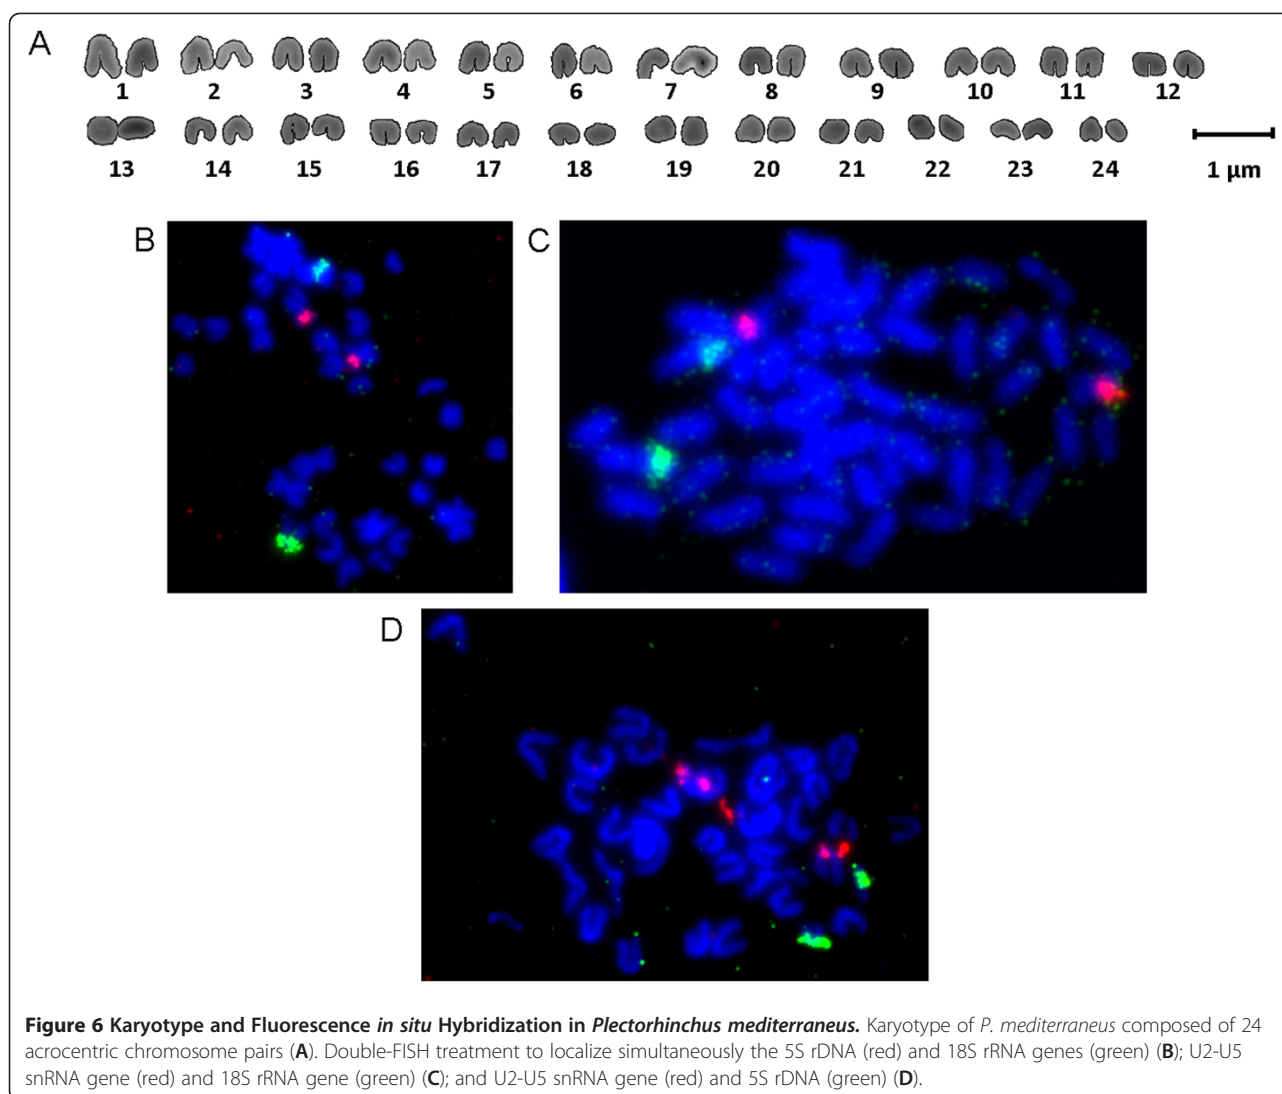 A
1 2 3 4 5 6 7 8 9 10 11 12
13 14 15 16 17 18 19 20 21 22 23 24 1 μm
B
C
D
Figure 6 Karyotype and Fluorescence in situ Hybridization in Plectorhinchus mediterraneus. Karyotype of P. mediterraneus composed of 24
acrocentric chromosome pairs (A). Double-FISH treatment to localize simultaneously the 5S rDNA (red) and 18S rRNA genes (green) (B); U2-U5
snRNA gene (red) and 18S rRNA gene (green) (C); and U2-U5 snRNA gene (red) and 5S rDNA (green) (D).